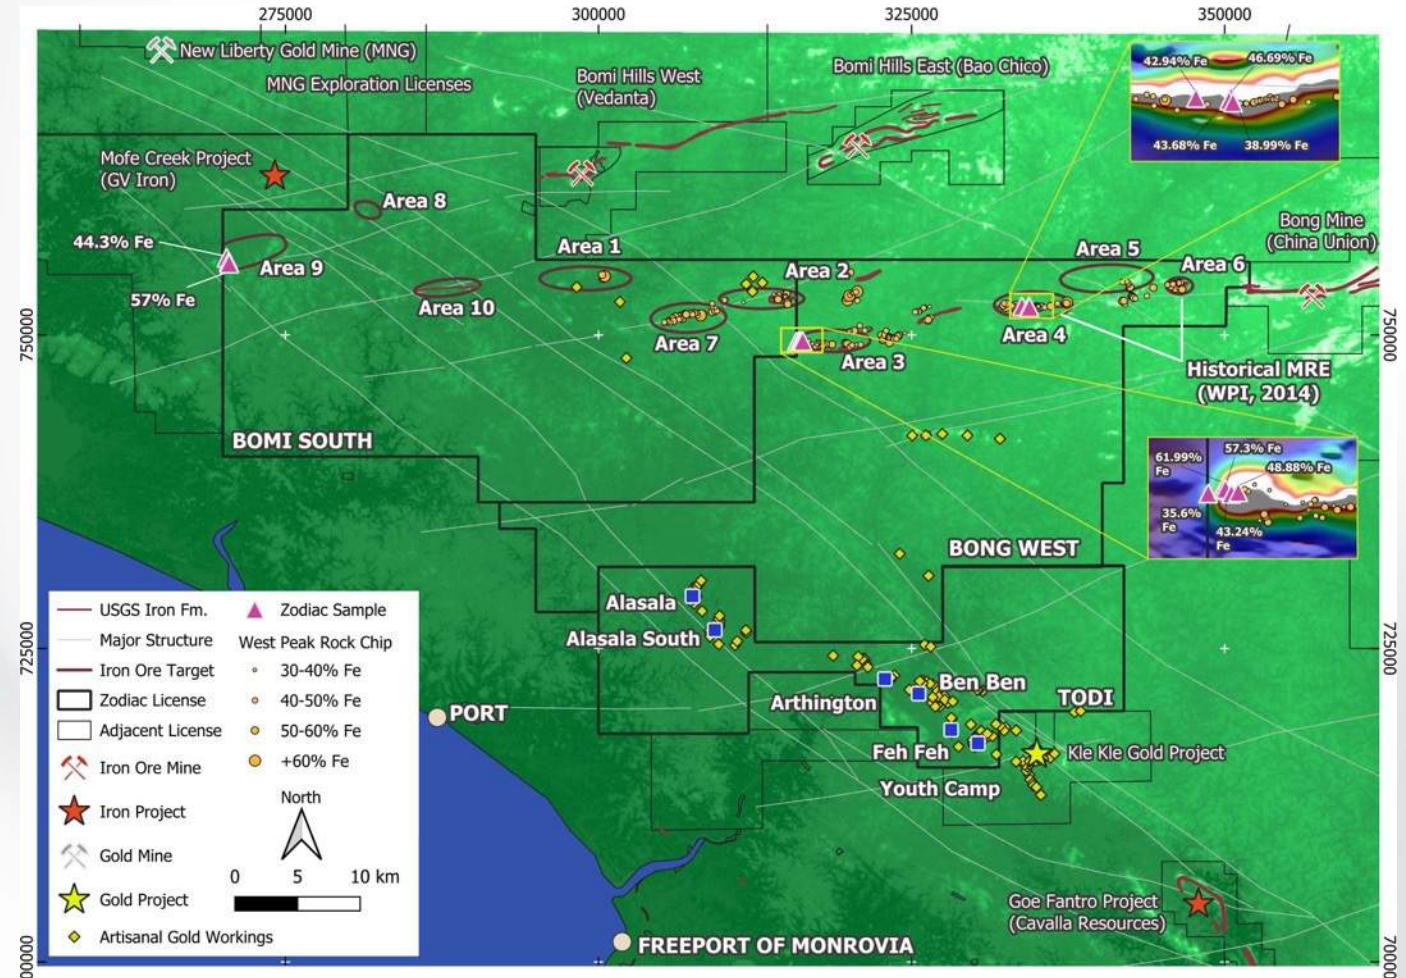 275000
300000
325000
350000
New Liberty Gold Mine (MNG)
MNG Exploration Licenses
Bomi Hills West
(Vedanta)
Bomi Hills East (Bao Chico)
42.94% Fe
46.69% Fe
43.68% Fe
38.99% Fe
Mofe Creek Project
(GV Iron)
Area 8
44.3% Fe
Area 9
57% Fe
Area 10
Area 1
Area 2
Area 5
Area 6
Bong Mine
(China Union)
Area 7
Area 3
Area 4
750000
750000
Historical MRE
(WPI, 2014)
BOMI SOUTH
61.99%
Fe
57.3% Fe
48.88% Fe
35.6%
Fe
43.24%
Fe
BONG WEST
Alasala
Alasala South
725000
725000
Ben Ben
Arthington
TODI
Feh Feh
Kle Kle Gold Project
Youth Camp
PORT
Goe Fantro Project
(Cavalla Resources)
FREEPORT OF MONROVIA
USGS Iron Fm.
Major Structure
Iron Ore Target
Zodiac License
Adjacent License
Iron Ore Mine
Iron Project
Gold Mine
Gold Project
Artisanal Gold Workings
Zodiac Sample
West Peak Rock Chip
30-40% Fe
40-50% Fe
50-60% Fe
+60% Fe
North
0 5 10 km
00000
70000